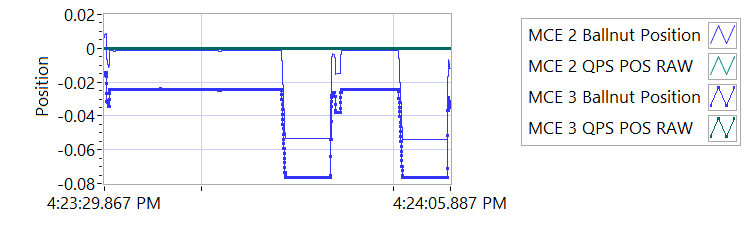 0.02
0
-0.02
-0.04
-0.06
-0.08
Position
4:23:29.867 PM
4:24:05.887 PM
MCE 2 Ballnut Position
MCE 2 QPS POS RAW
MCE 3 Ballnut Position
MCE 3 QPS POS RAW